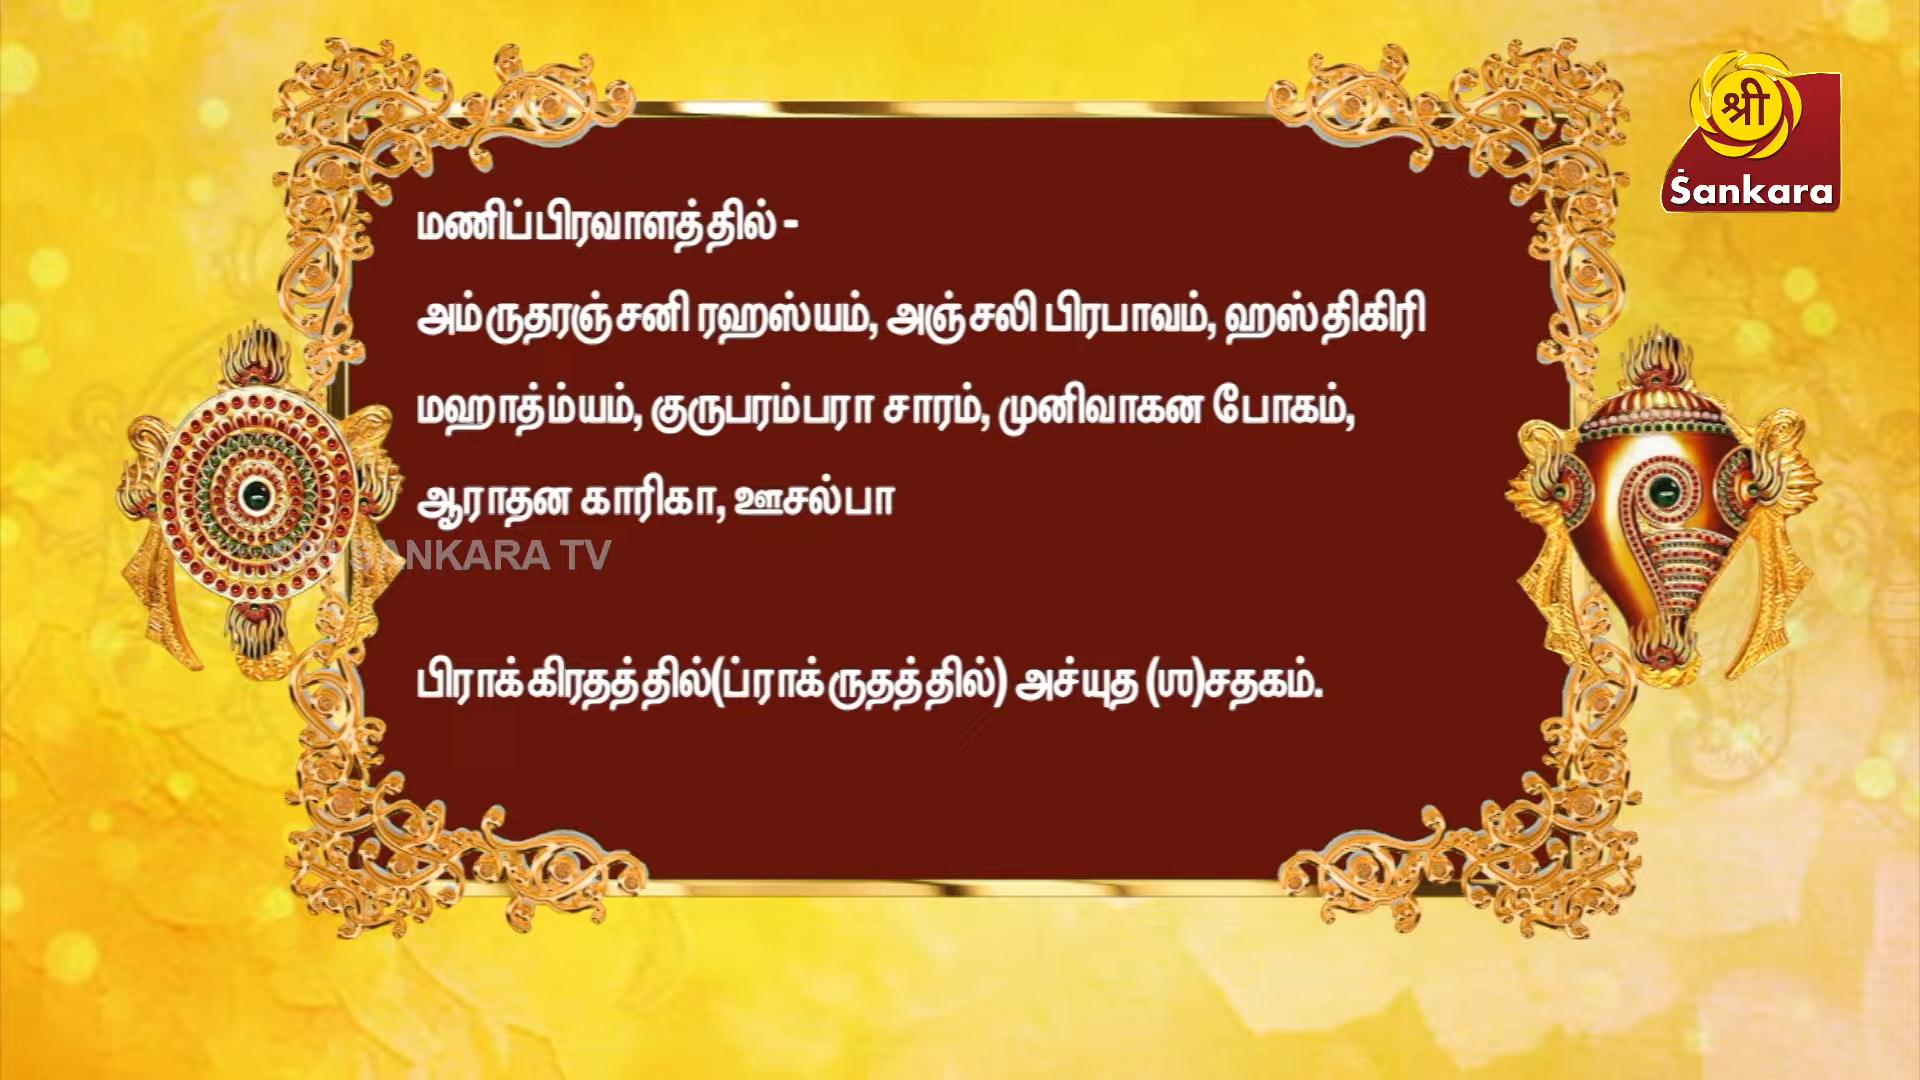 श्री
Sankara
மணிப்பிரவாளத்தில் -
அம்ருதரஞ்சனி ரஹஸ்யம், அஞ்சலி பிரபாவம், ஹஸ்திகிரி
மஹாத்ம்யம், குருபரம்பரா சாரம், முனிவாகன போகம்,
ஆராதன காரிகா, ஊசல்பா
SANKARA TV
பிராக்கிரதத்தில்(ப்ராக்ருதத்தில்) அச்யுத (ஶ)சதகம்.